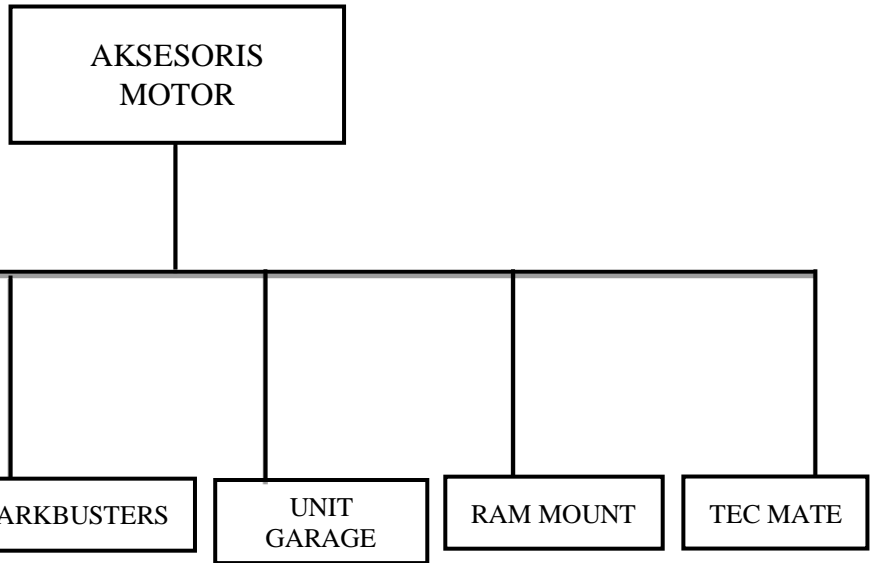 AKSESORIS
MOTOR
ARKBUSTERS
UNIT
GARAGE
RAM MOUNT
TEC MATE